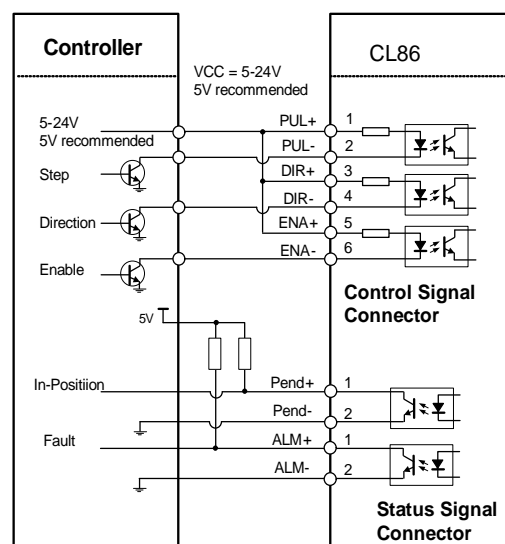 Controller
CL86
VCC = 5-24V
5V recommended
5-24V
5V recommended
PUL+ 1
PUL- 2
Step
DIR+ 3
DIR- 4
Direction
ENA+ 5
ENA- 6
Enable
Control Signal
Connector
5V
In-Positiion
Pend+ 1
Pend- 2
Fault
ALM+ 1
ALM- 2
Status Signal
Connector